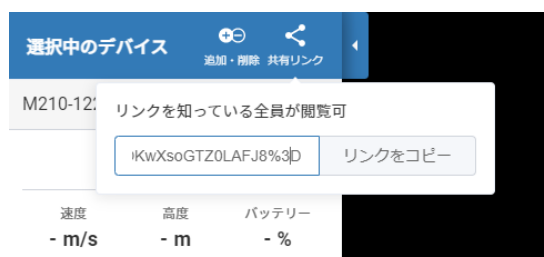 選択中のデバイス
追加・削除 共有リンク
M210-122
リンクを知っている全員が閲覧可
KwXsoGTZ0LAFJ8%3D リンクをコピー
速度 高度 バッテリー
- m/s - m - %